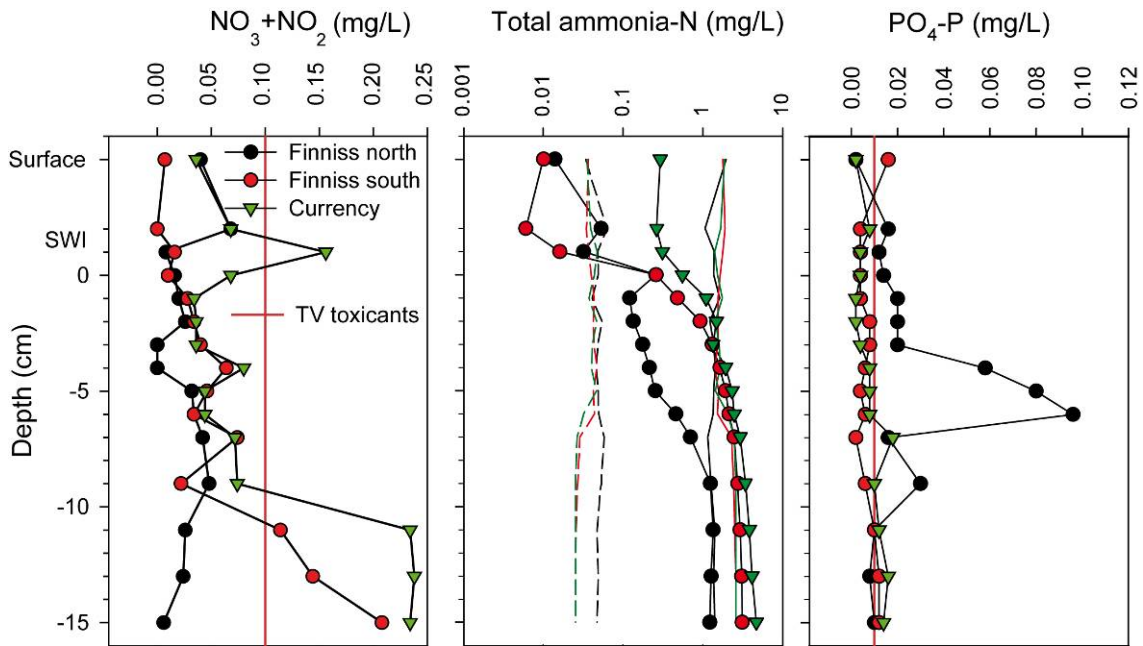 NO3+NO2 (mg/L)
Total ammonia-N
PO4-P (mg/L)
0.00
0.05
0.10
0.15
0.20
0.25
0.001
0.01
0.1
1
10
0.00
0.02
0.04
0.06
0.08
0.10
0.12
Surface
SWI
0
-5
-10
-15
Depth (cm)
Finniss north
Finniss south
Currency
TV toxicants